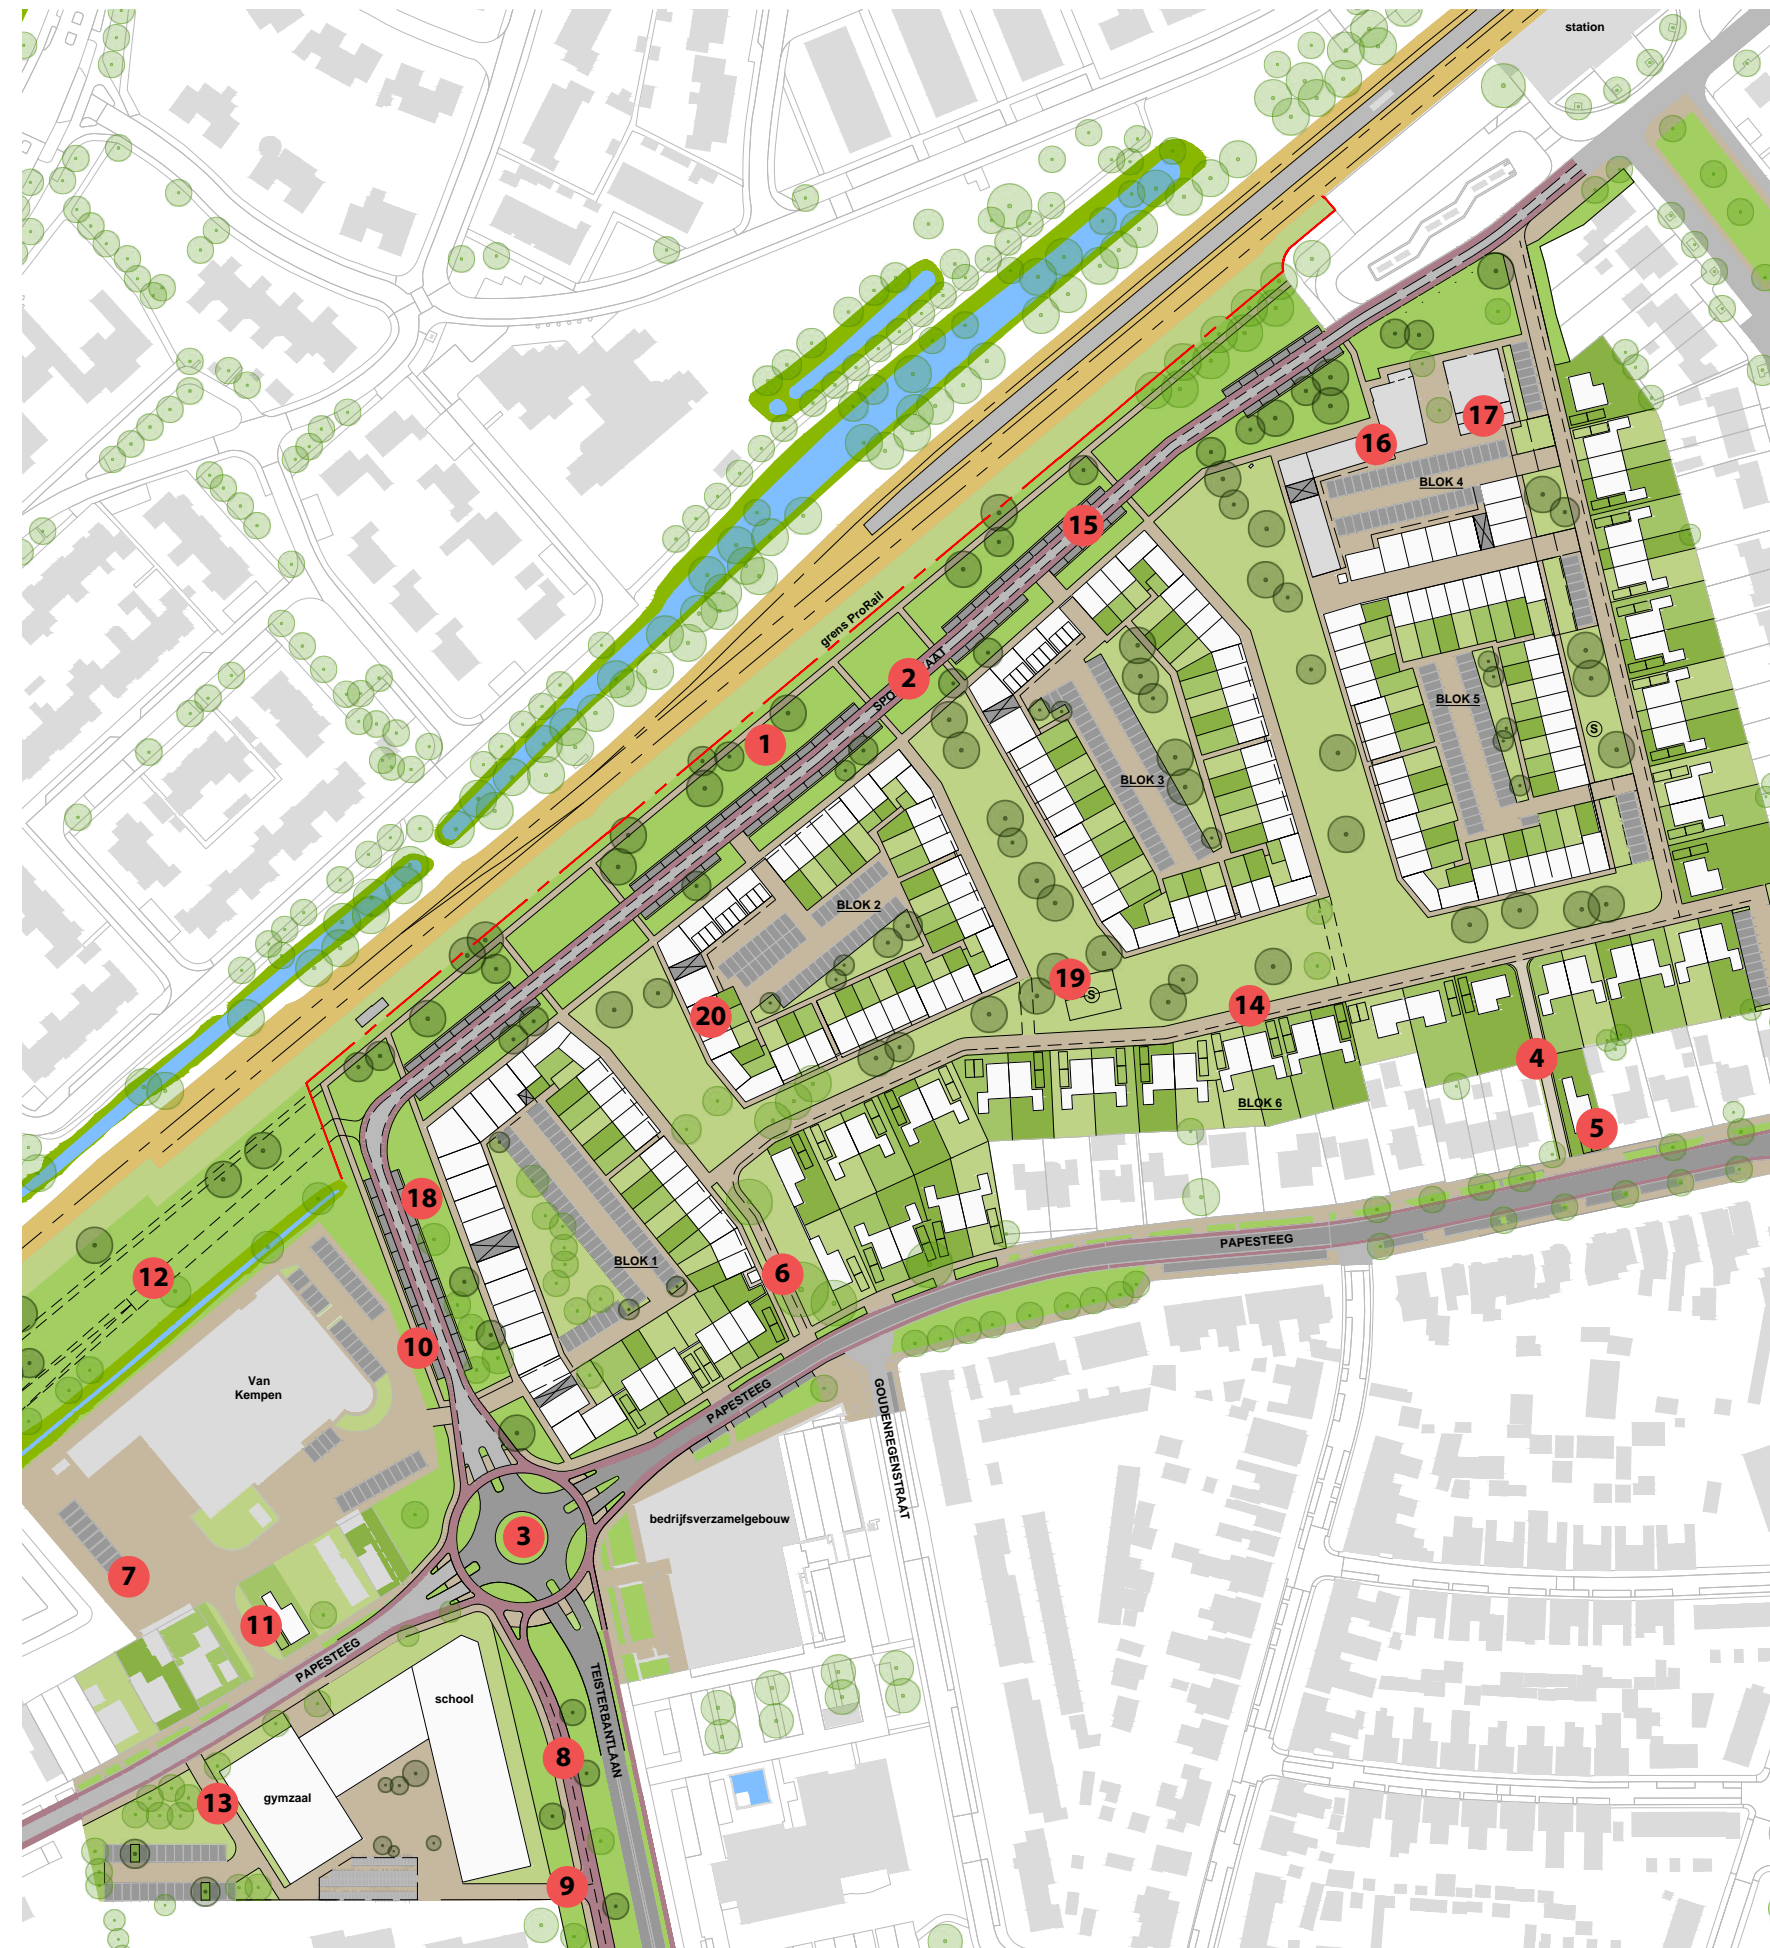 station
17
16
BLOK 4
15
grens ProRail
2
SPO
AAT
BLOK 5
S
1
BLOK 3
BLOK 2
19
S
14
20
4
BLOK 6
5
18
PAPESTEEG
BLOK 1
6
12
10
Van
Kempen
PAPESTEEG
GOUDENREGENSTRAAT
bedrijfsverzamelgebouw
3
7
11
PAPESTEEG
TEISTERBANTLAAN
school
8
gymzaal
13
9